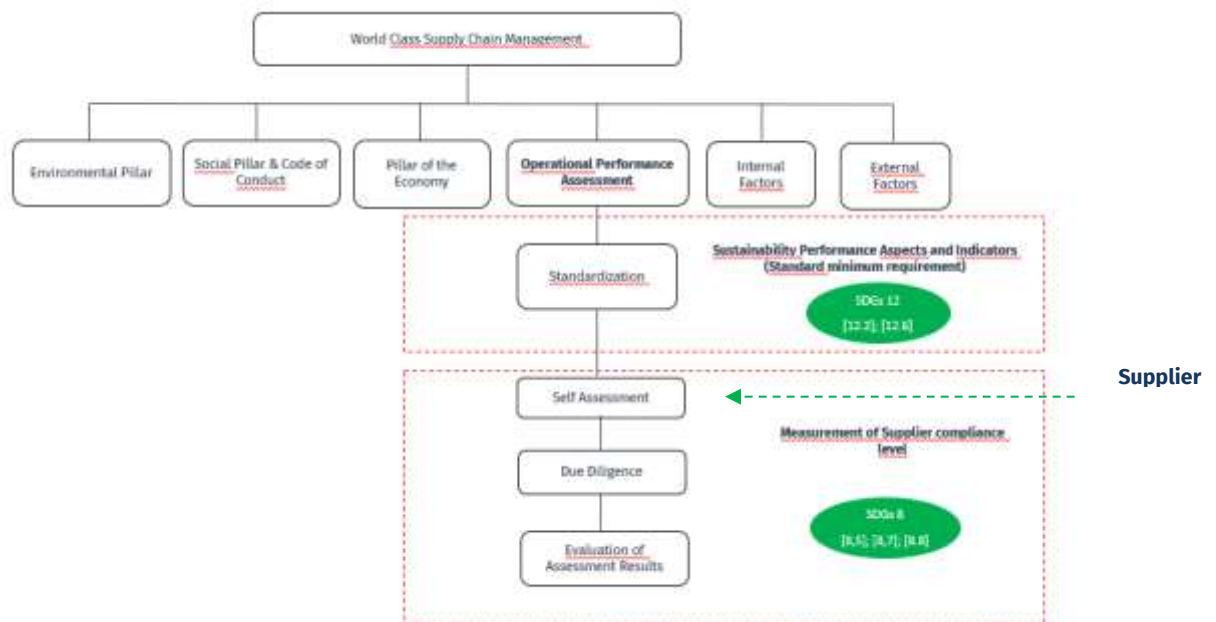 World Class Supply Chain Management
Environmental Pillar
Social Pillar & Code of
Conduct
Pillar of the
Economy
Operational Performance
Assessment
Internal
Factors
External
Factors
Standardization
Sustainability Performance Aspects and Indicators
(Standard minimum requirement)
SDGs 12
[12.2]; [12.6]
Supplier
Self Assessment
Measurement of Supplier compliance
level
Due Diligence
SDGs 8
[8,5]; [8,7]; [8.8]
Evaluation of
Assessment Results